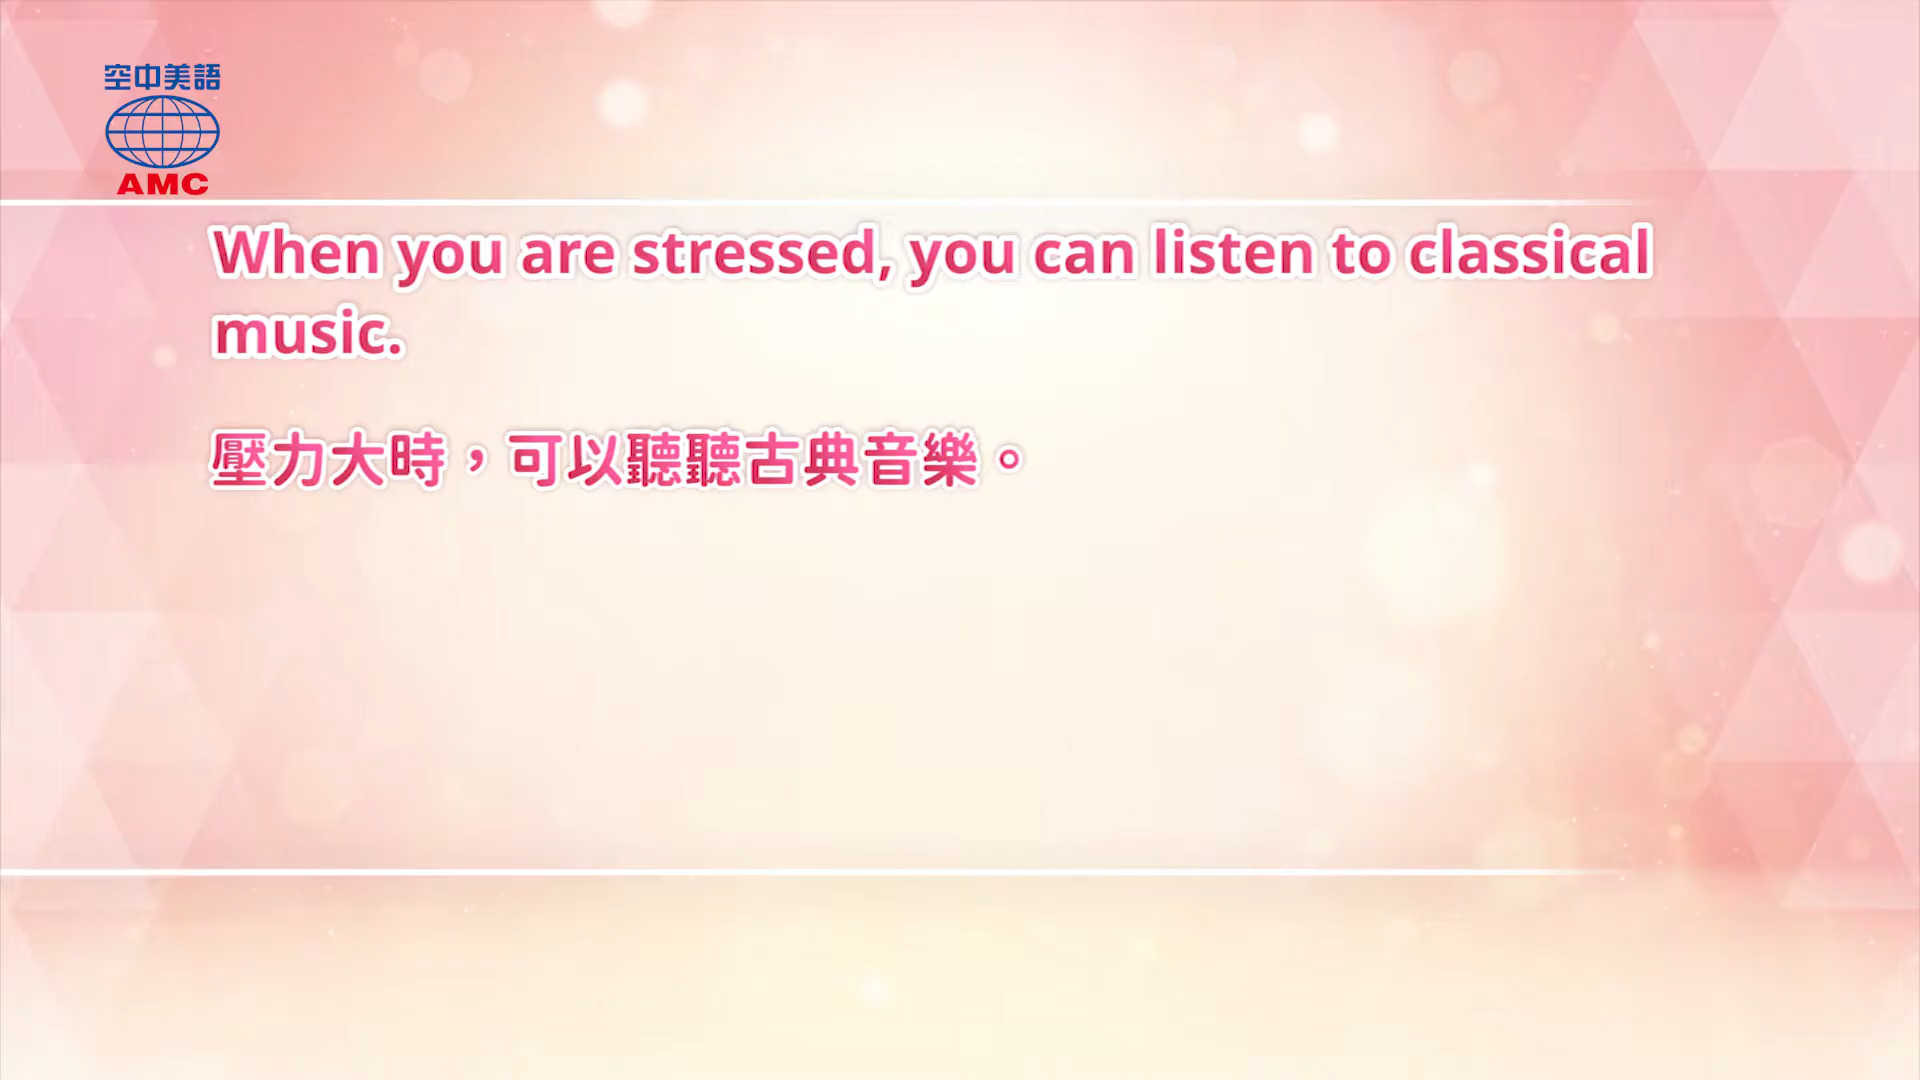 空中美語
AMC
When you are stressed, you can listen to classical
music.
壓力大時，可以聽聽古典音樂。